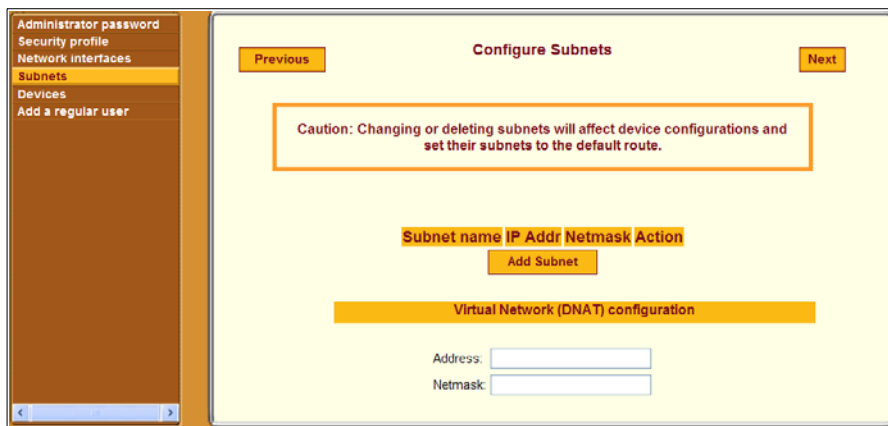 Administrator password
Security profile
Network interfaces
Subnets
Devices
Add a regular user
Previous
Configure Subnets
Next
Caution: Changing or deleting subnets will affect device configurations and
set their subnets to the default route.
Subnet name IP Addr Netmask Action
Add Subnet
Virtual Network (DNAT) configuration
Address:
Netmask: